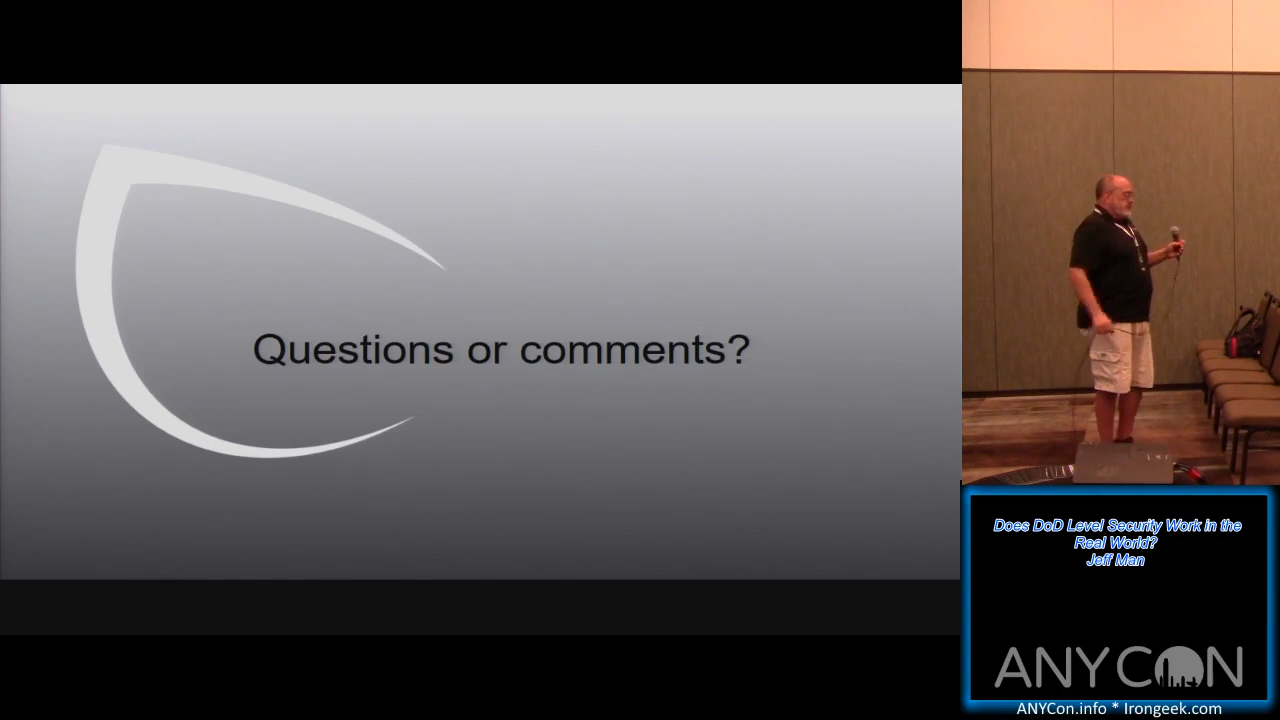 Questions or comments?
Does DoD Level Security Work in the
Real World?
Jeff Man
ANYCON
ANYCon.info * Irongeek.com